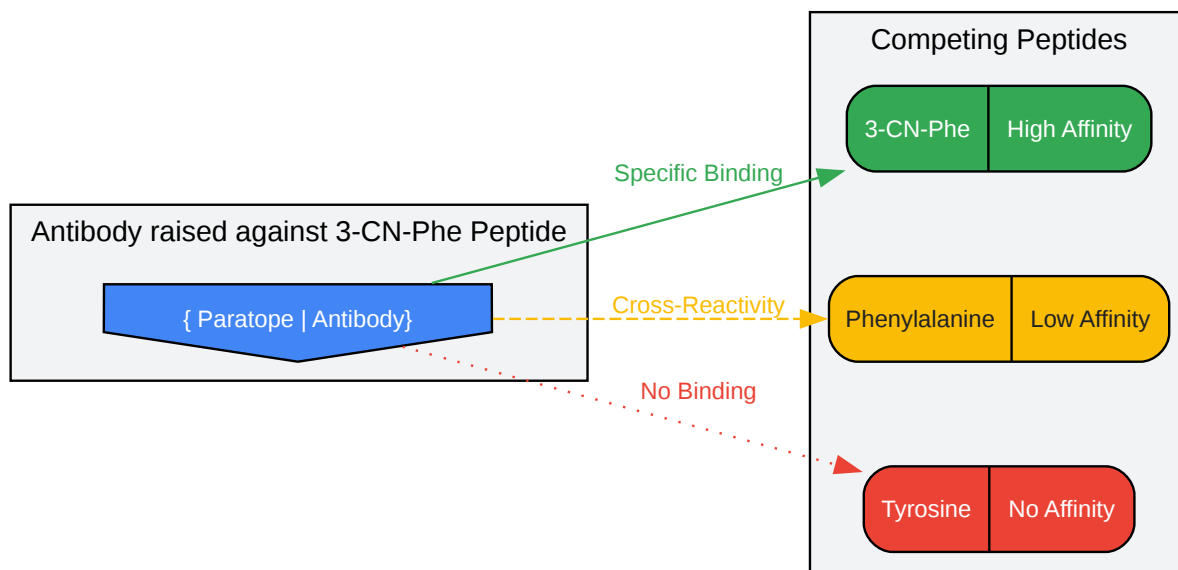 Competing Peptides
3-CN-Phe
High Affinity
Specific Binding
Antibody raised against 3-CN-Phe Peptide
{ Paratope | Antibody}
Cross-Reactivity
Phenylalanine
Low Affinity
No Binding
Tyrosine
No Affinity